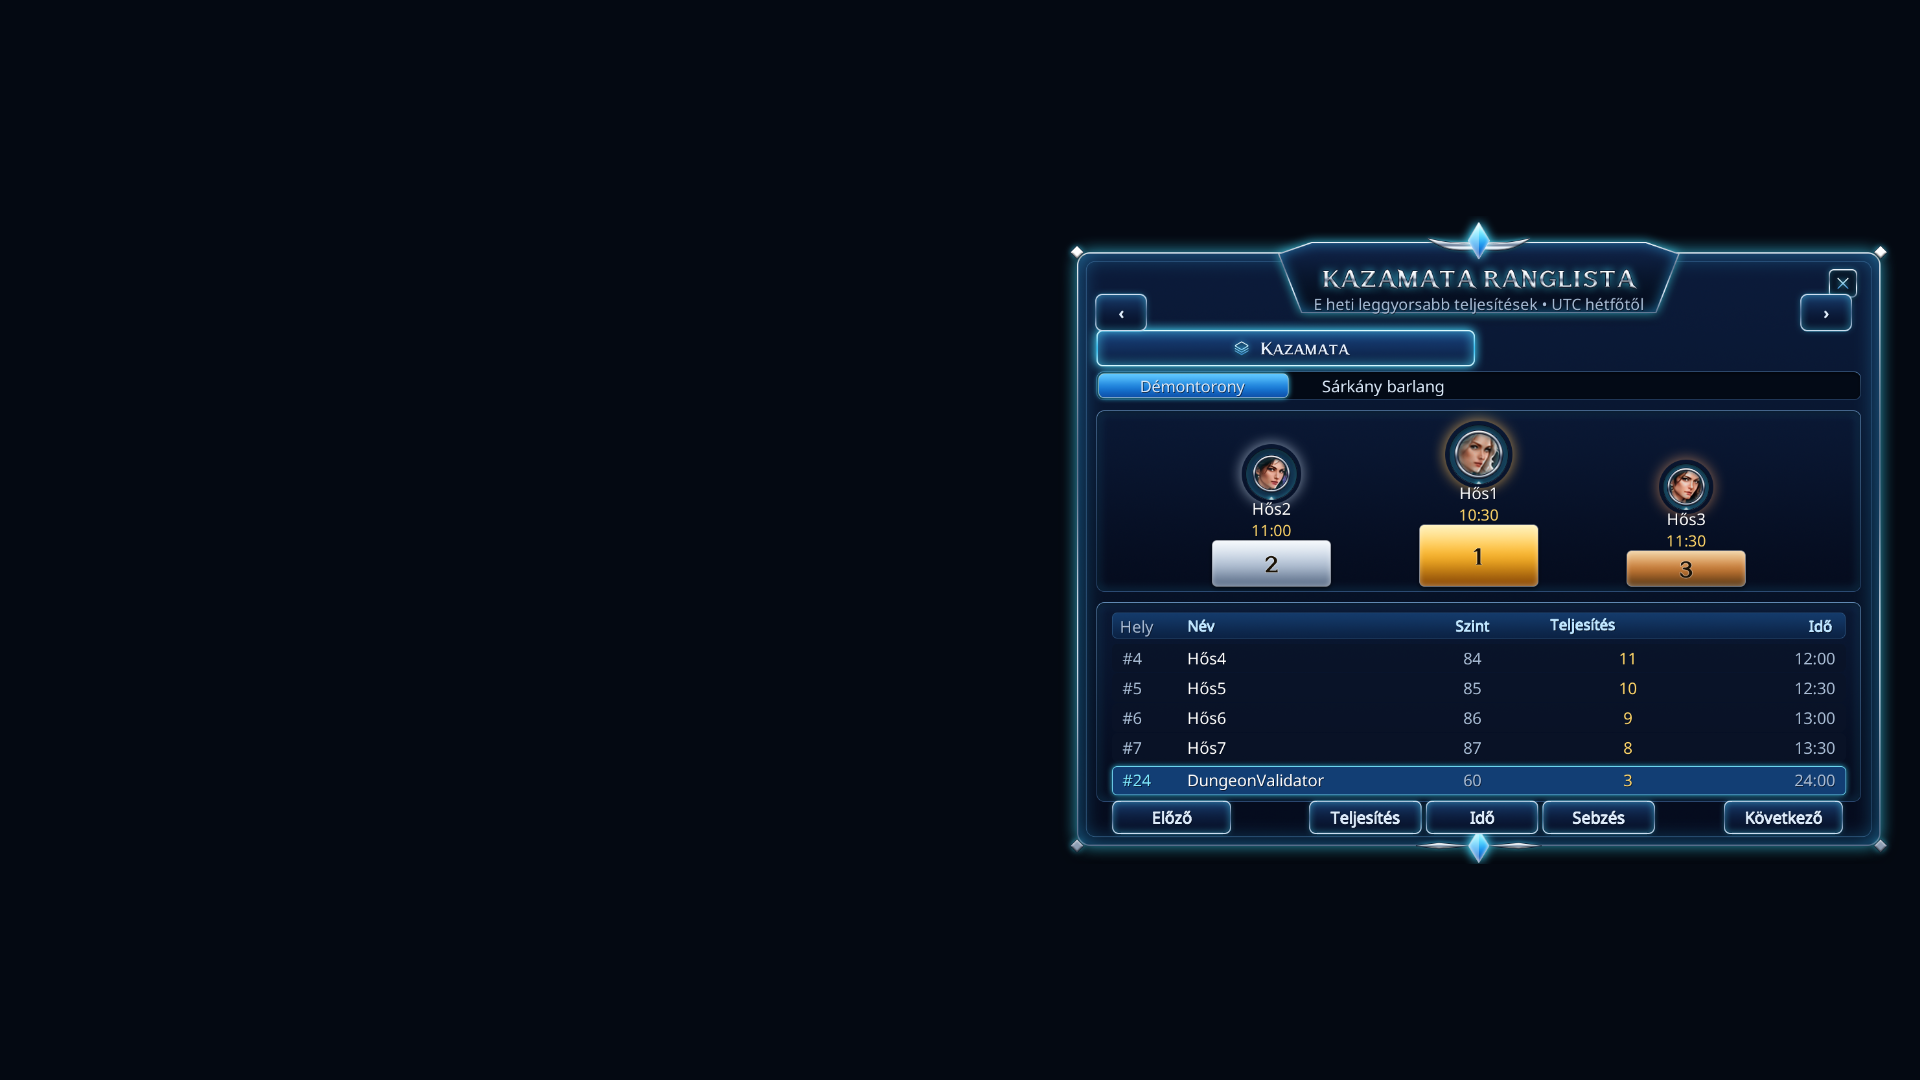 KAZAMATA RANGLISTA
E heti leggyorsabb teljesítések • UTC hétfőtől
‹ ›
KAZAMATA
Démontorony Sárkány barlang
Hős2
11:00
2
Hős1
10:30
1
Hős3
11:30
3
Hely Név Szint Teljesítés Idő
#4 Hős4 84 11 12:00
#5 Hős5 85 10 12:30
#6 Hős6 86 9 13:00
#7 Hős7 87 8 13:30
#24 DungeonValidator 60 3 24:00
Előző Teljesítés Idő Sebzés Következő